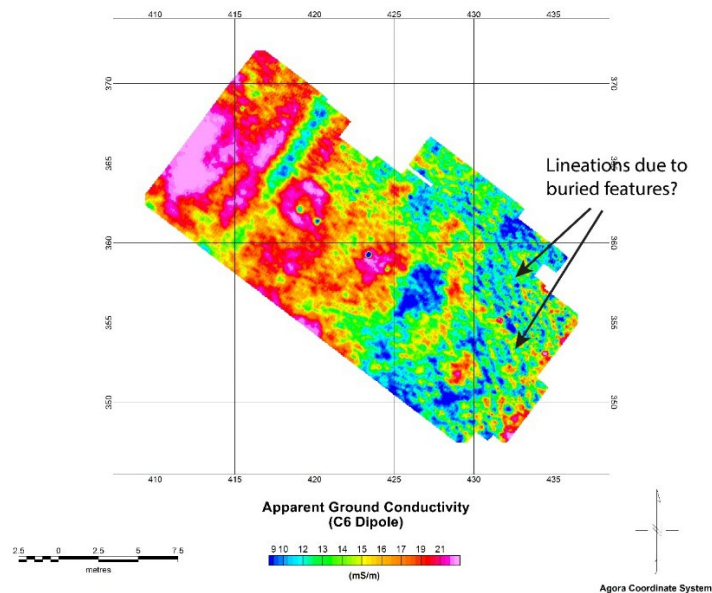 410 415 420 425 430 435
370 370
365 365
Lineations due to
buried features?
360 360
355 355
350 350
410 415 420 425 430 435
Apparent Ground Conductivity
(C6 Dipole)
2.5 0 2.5 5 7.5
metres
9 10 12 13 14 15 16 17 19 21
(mS/m)
Agora Coordinate System